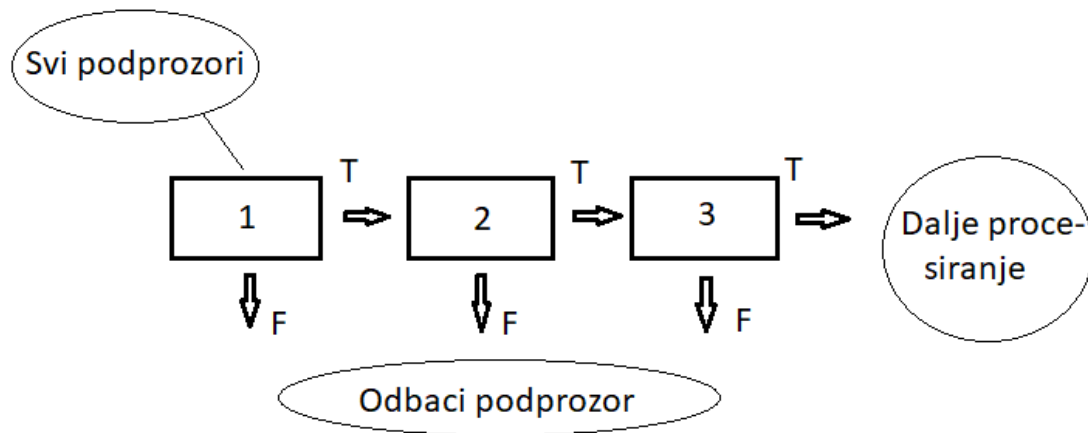 Svi podprozori
T
T
T
1
2
3
Dalje proce-
siranje
F
F
F
Odbaci podprozor